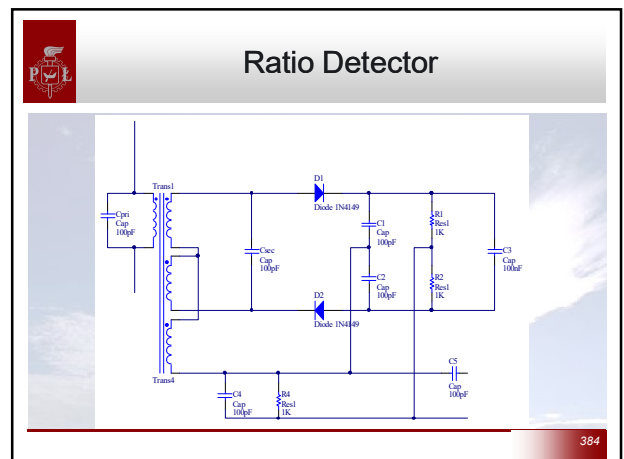 P Ł
Ratio Detector
Trans1
Cpri
Cap
100pF
Csec
Cap
100pF
D1
Diode 1N4149
D2
Diode 1N4149
C1
Cap
100pF
C2
Cap
100pF
R1
Res1
1K
R2
Res1
1K
C3
Cap
100nF
Trans4
C4
Cap
100pF
R4
Res1
1K
C5
Cap
100pF
384